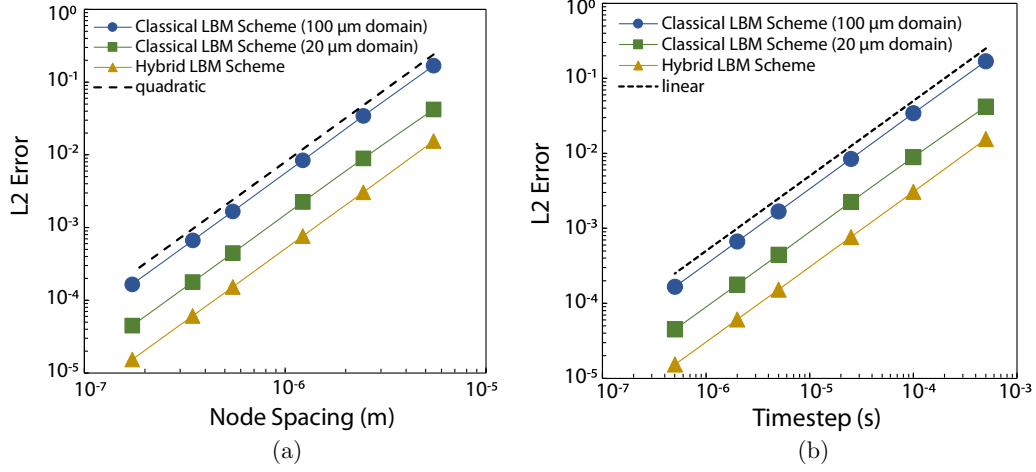 Classical LBM Scheme (100 μm domain)
Classical LBM Scheme (20 μm domain)
Hybrid LBM Scheme
quadratic
10^0
10^-1
10^-2
10^-3
10^-4
10^-5
L2 Error
10^-7
10^-6
10^-5
Node Spacing (m)
(a)
Classical LBM Scheme (100 μm domain)
Classical LBM Scheme (20 μm domain)
Hybrid LBM Scheme
linear
10^0
10^-1
10^-2
10^-3
10^-4
10^-5
L2 Error
10^-7
10^-6
10^-5
10^-4
10^-3
Timestep (s)
(b)